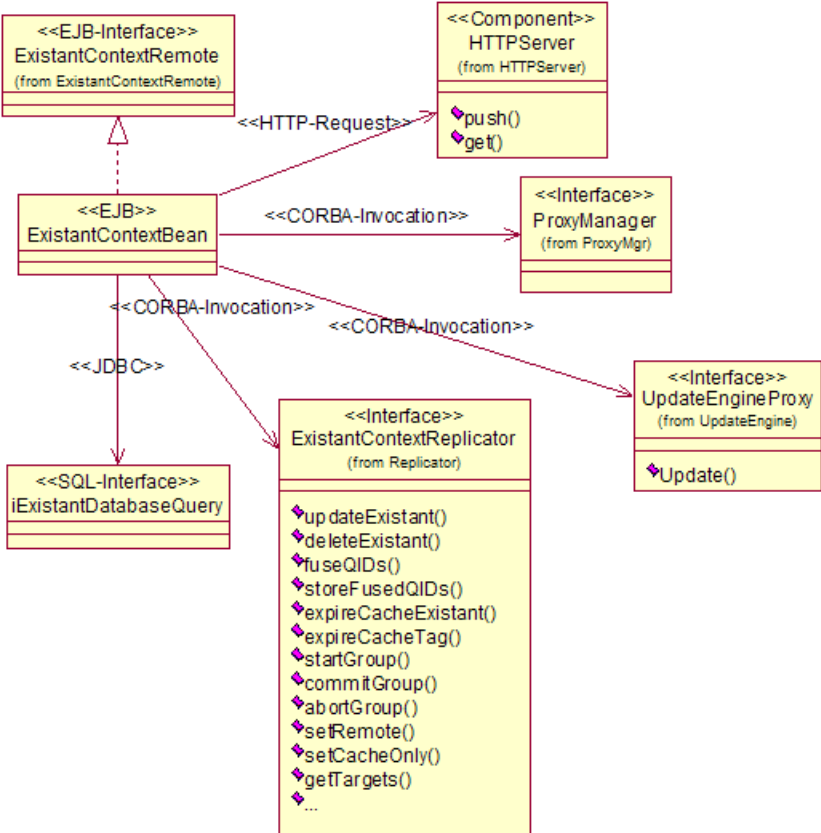 <<EJB-Interface>>
ExistantContextRemote
(from ExistantContextRemote)
<<Component>>
HTTPServer
(from HTTPServer)
push()
get()
<<HTTP-Request>>
<<EJB>>
ExistantContextBean
<<CORBA-Invocation>>
<<Interface>>
ProxyManager
(from ProxyMgr)
<<CORBA-Invocation>>
<<CORBA-Invocation>>
<<JDBC>>
<<Interface>>
UpdateEngineProxy
(from UpdateEngine)
Update()
<<SQL-Interface>>
iExistantDatabaseQuery
<<Interface>>
ExistantContextReplicator
(from Replicator)
updateExistant()
deleteExistant()
fuseQIDs()
storeFusedQIDs()
expireCacheExistant()
expireCacheTag()
startGroup()
commitGroup()
abortGroup()
setRemote()
setCacheOnly()
getTargets()
...